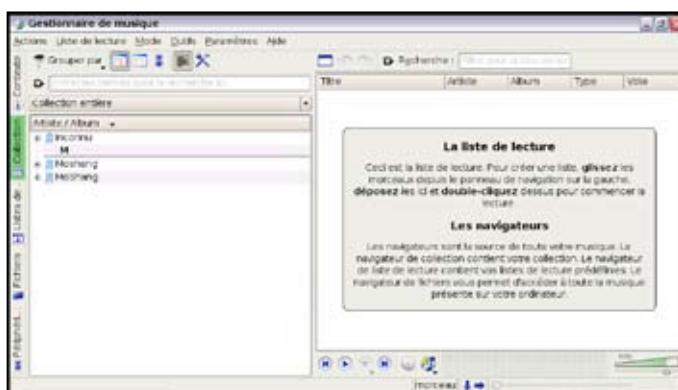 Gestionnaire de musique
Actions Liste de lecture Mode Outils Paramètres Aide
Grouper par
Recherche :
Collection entière
Titre Artiste Album Type Voie
Artiste / Album
Inconnu
M
Moshang
Moshang
Contexte
Collection
Listes de
Fichiers
Périphéri...
La liste de lecture
Ceci est la liste de lecture. Pour créer une liste, glissez les
morceaux depuis le panneau de navigation sur la gauche,
déposez les ici et double-cliquez dessus pour commencer la
lecture
Les navigateurs
Les navigateurs sont la source de toute votre musique. Le
navigateur de collection contient votre collection. Le navigateur
de liste de lecture contient vos listes de lecture prédéfinies. Le
navigateur de fichiers vous permet d'accéder à toute la musique
présente sur votre ordinateur.
morceau